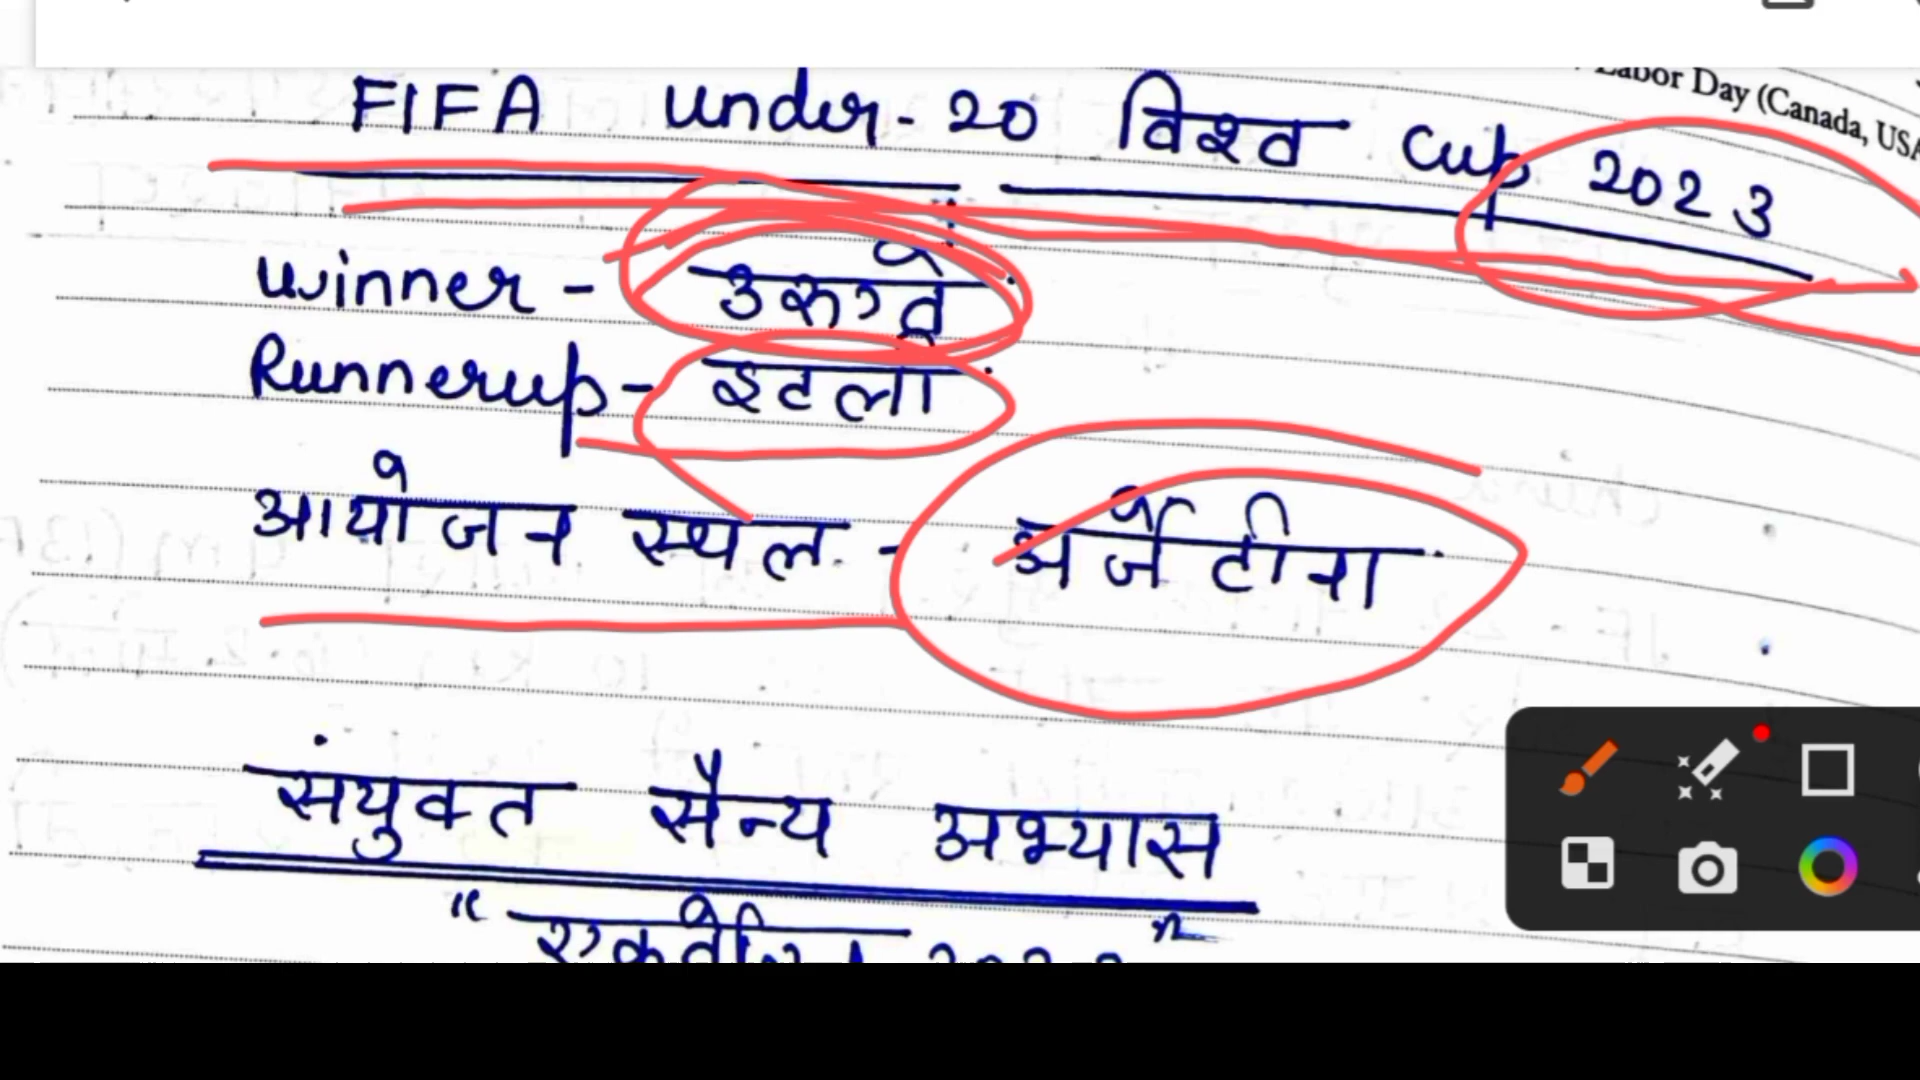 Labor Day (Canada, USA
FIFA under-20 विश्व Cup 2023
Winner - उरुग्वे
Runnerup - इटली
आयोजन स्थल - अर्जेंटीना
संयुक्त सैन्य अभ्यास